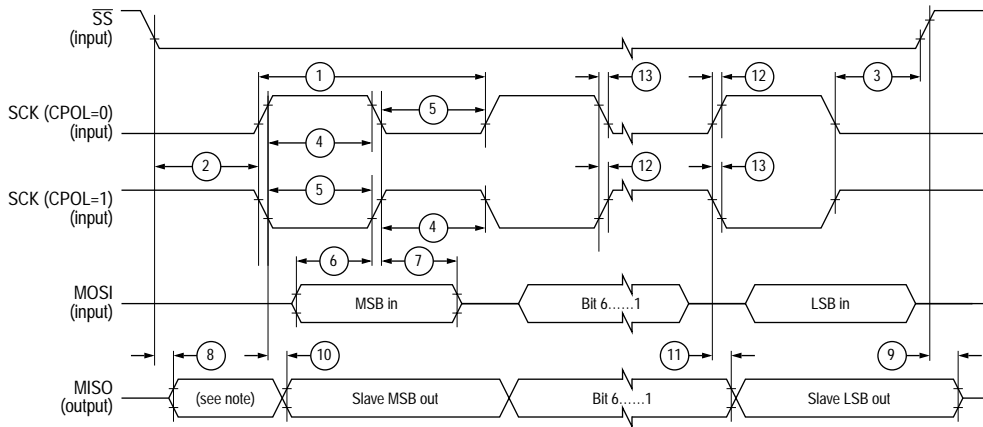 SS
(input)
1
13
12
3
SCK (CPOL=0)
(input)
5
4
2
12
13
SCK (CPOL=1)
(input)
5
4
6
7
MOSI
(input)
MSB in
Bit 6......1
LSB in
8
10
11
9
MISO
(output)
(see note)
Slave MSB out
Bit 6......1
Slave LSB out